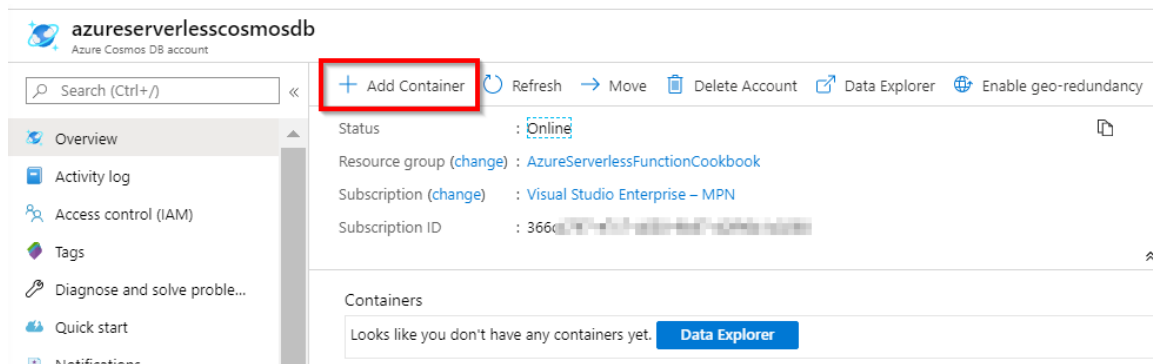 azureserverlesscosmosdb
Azure Cosmos DB account
Search (Ctrl+/)
«
Overview
Activity log
Access control (IAM)
Tags
Diagnose and solve proble...
Quick start
Notifications
Add Container Refresh Move Delete Account Data Explorer Enable geo-redundancy
Status : Online
Resource group (change) : AzureServerlessFunctionCookbook
Subscription (change) : Visual Studio Enterprise – MPN
Subscription ID : 366c
Containers
Looks like you don't have any containers yet. Data Explorer